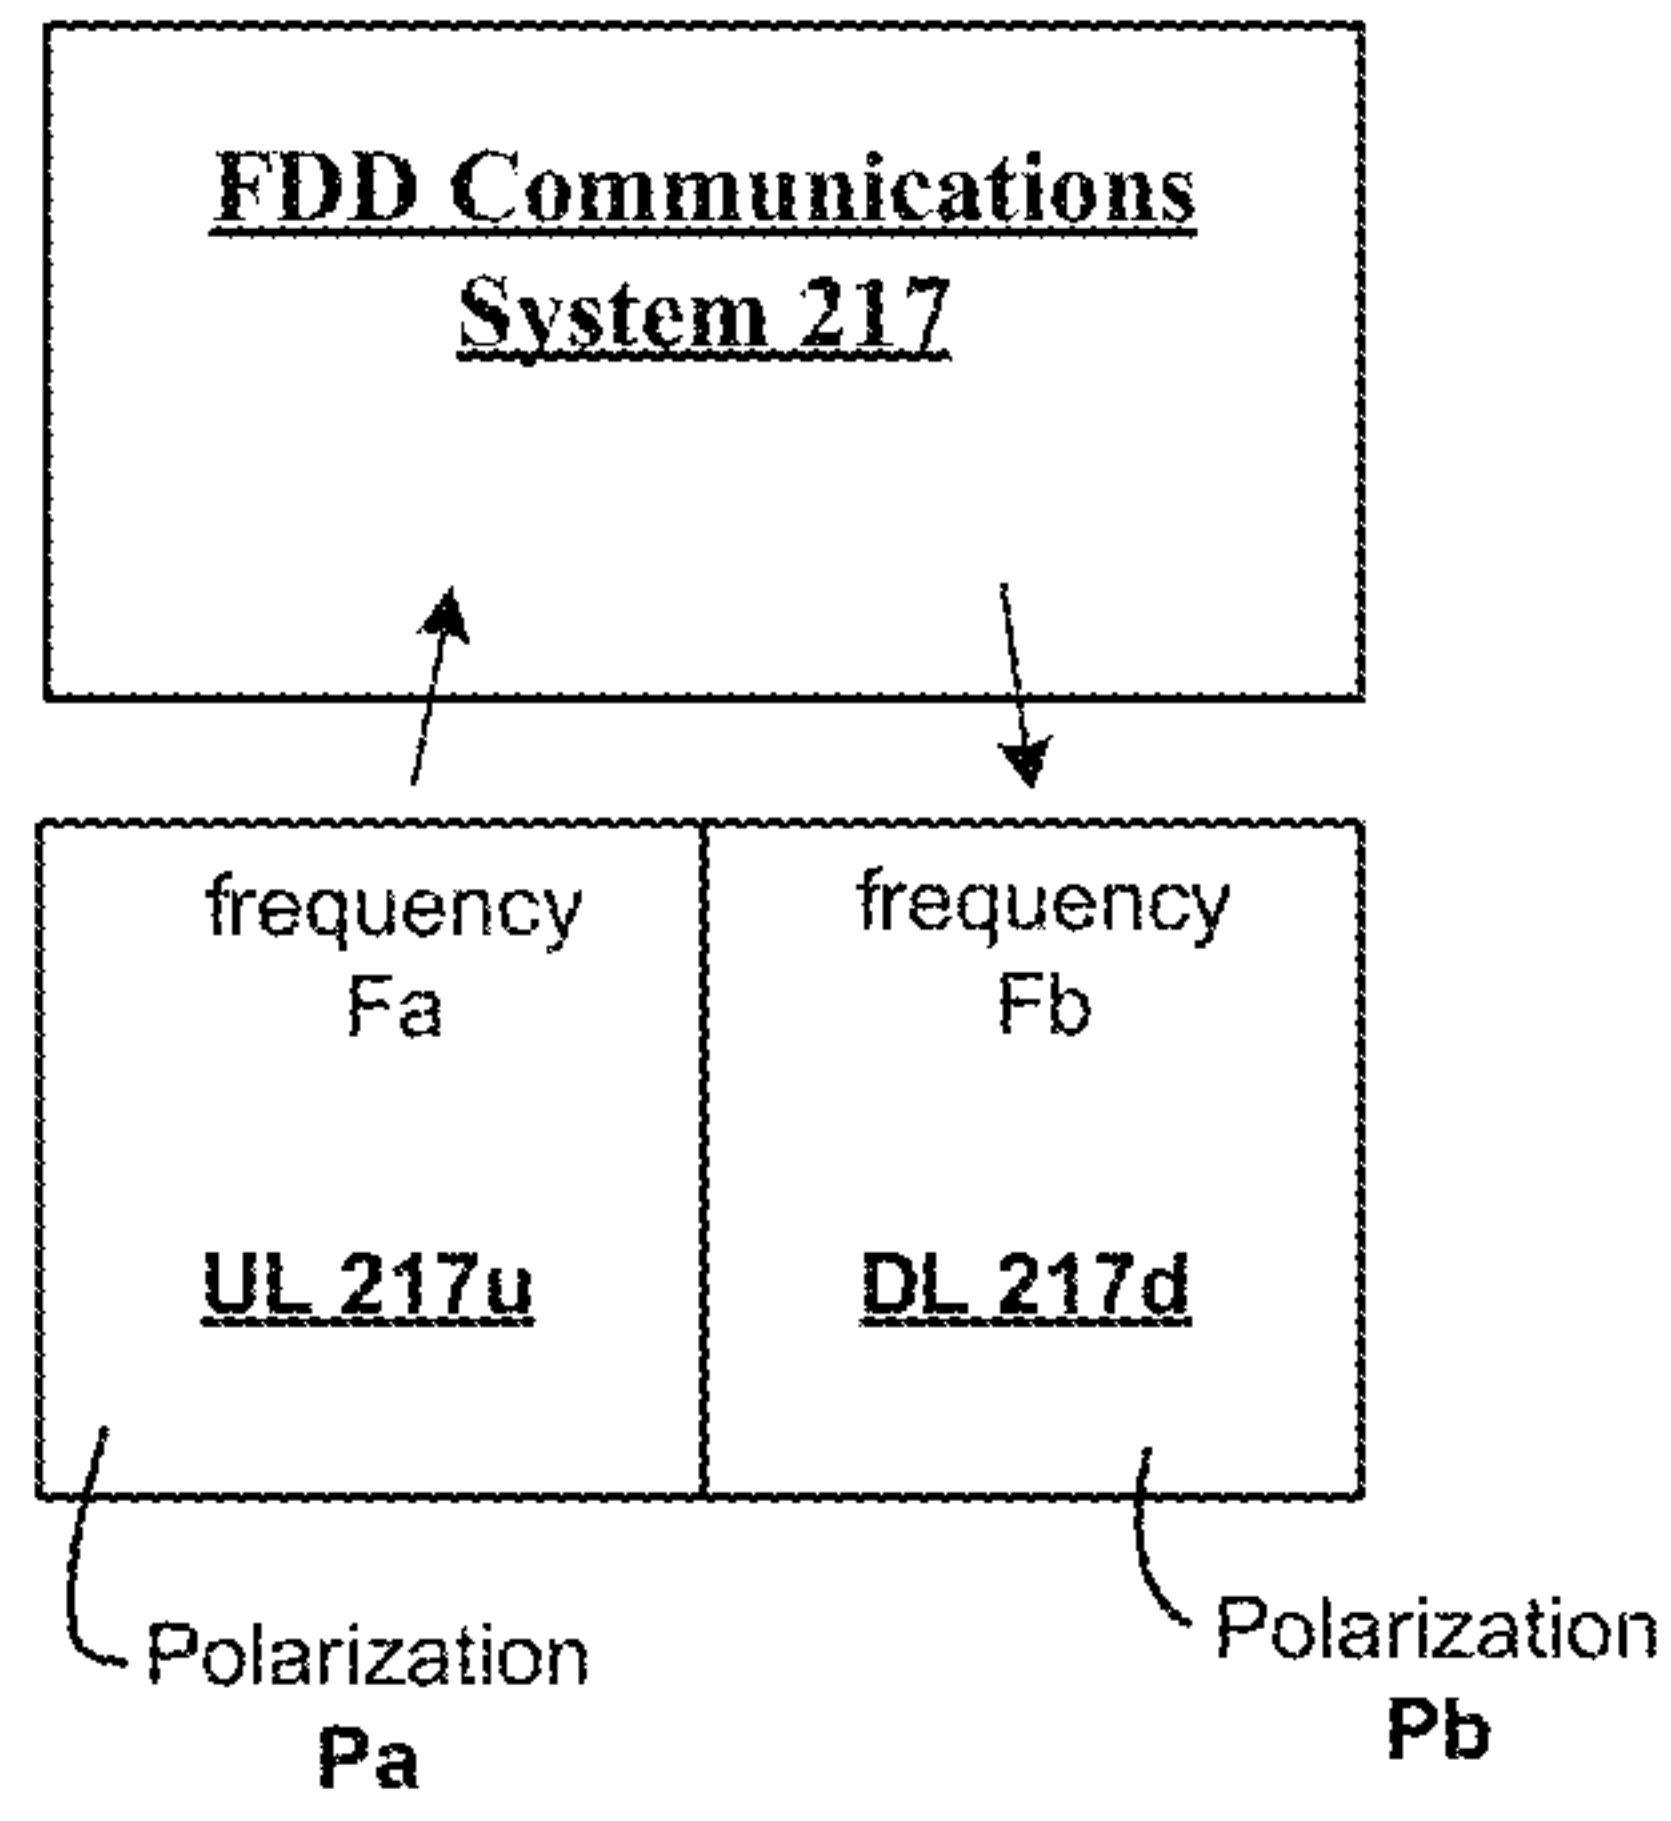 FDD Communications
System 217
frequency
Fa
frequency
Fb
UL 217u
DL 217d
Polarization
Pa
Polarization
Pb